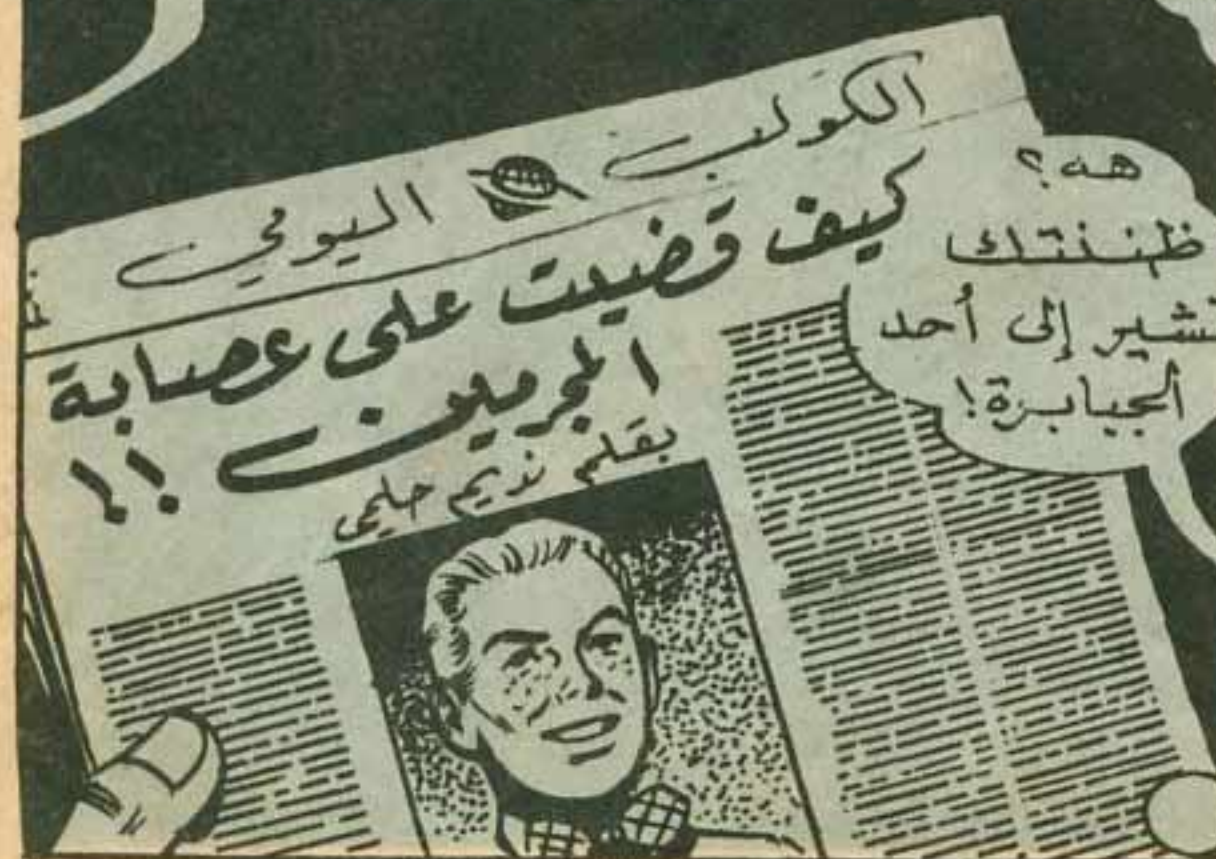 الكوكب اليومي
كيف قضيت على عصابة
المجرمين!!
بقلم نديم حلمي
هه؟
ظننتك
تشير إلى أحد
الجبابرة!